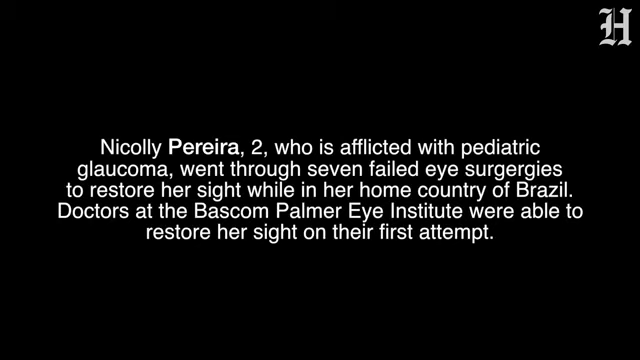 H
Nicolly Pereira, 2, who is afflicted with pediatric
glaucoma, went through seven failed eye surgergies
to restore her sight while in her home country of Brazil.
Doctors at the Bascom Palmer Eye Institute were able to
restore her sight on their first attempt.